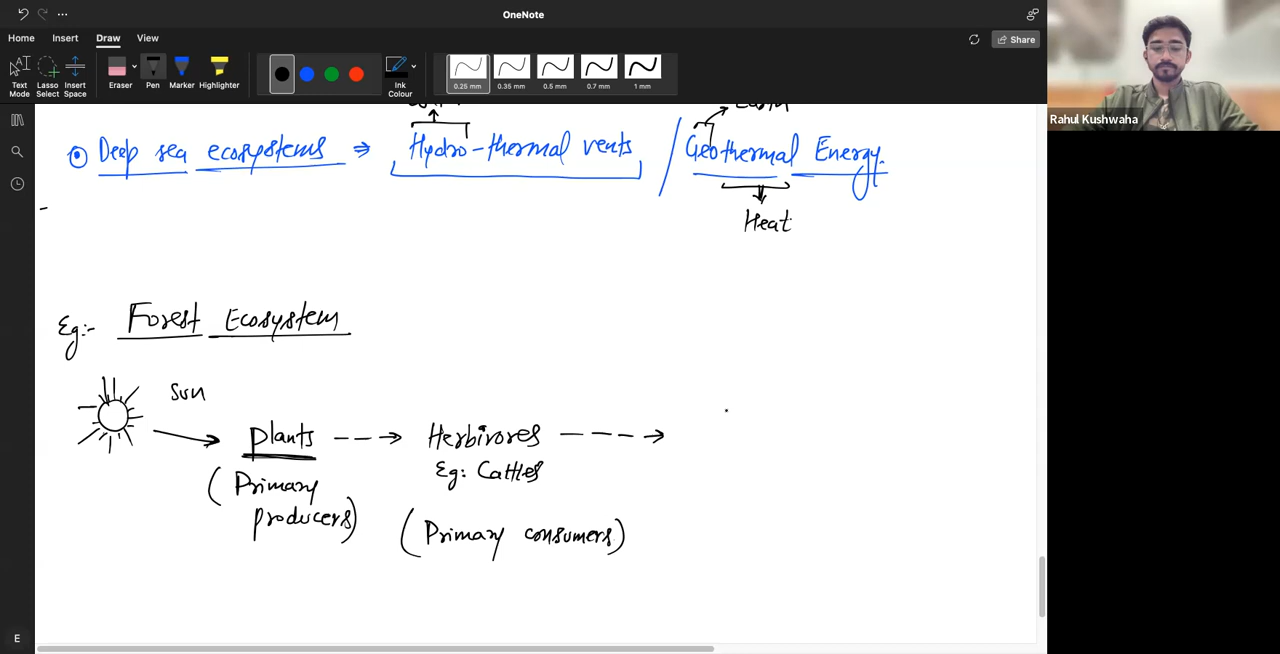 OneNote
Home Insert Draw View
Share
Text Mode
Lasso Select
Insert Space
Eraser
Pen
Marker
Highlighter
Ink Colour
0.25 mm 0.35 mm 0.5 mm 0.7 mm 1 mm
Rahul Kushwaha
Deep sea ecosystems ⇒ Hydro-thermal vents / Geothermal Energy.
Heat
Eg:- Forest Ecosystem
Sun
Plants ---> Herbivores ---->
Eg: Cattles
(Primary producers)
(Primary consumers)
E